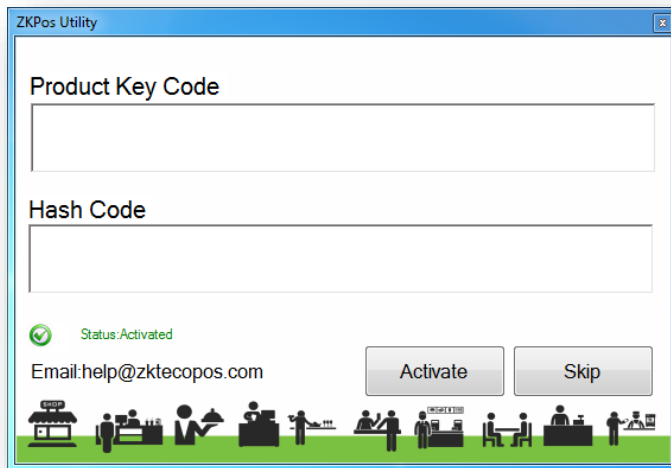 ZKPos Utility
x
Product Key Code
Hash Code
Status:Activated
Email:help@zktecopos.com
Activate
Skip
SHOP